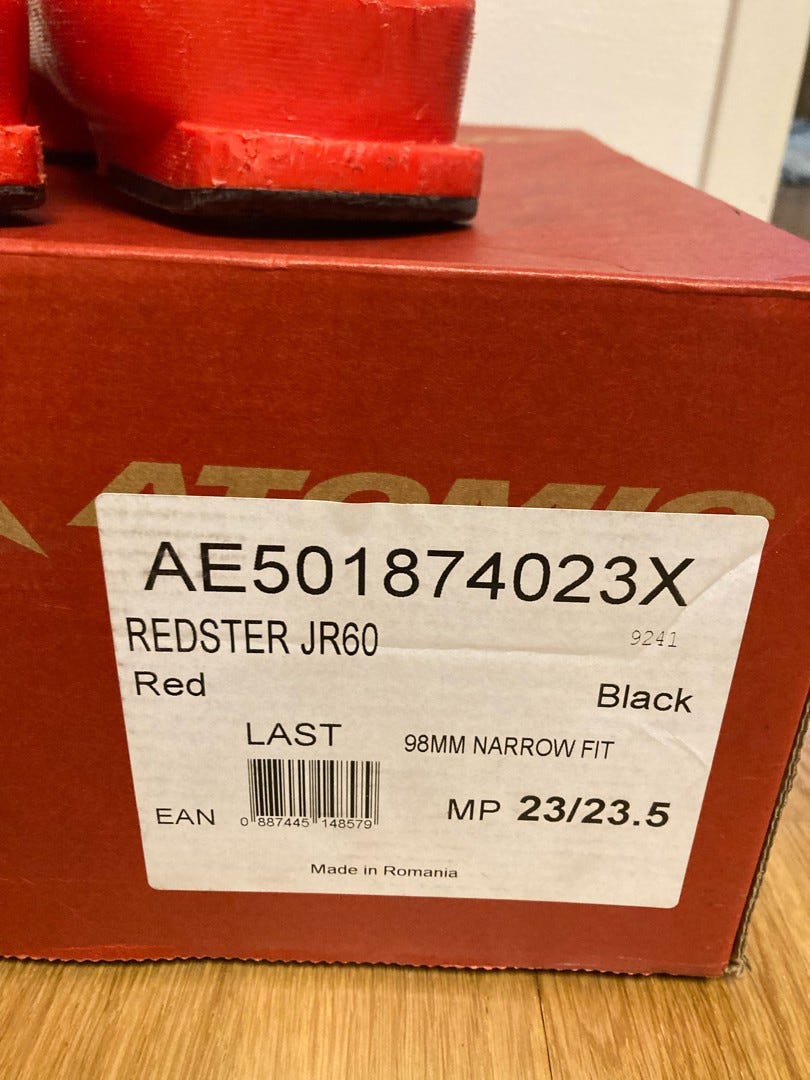 ATOMIC
AE501874023X
REDSTER JR60 9241
Red Black
LAST 98MM NARROW FIT
EAN 0 887445 148579 MP 23/23.5
Made in Romania